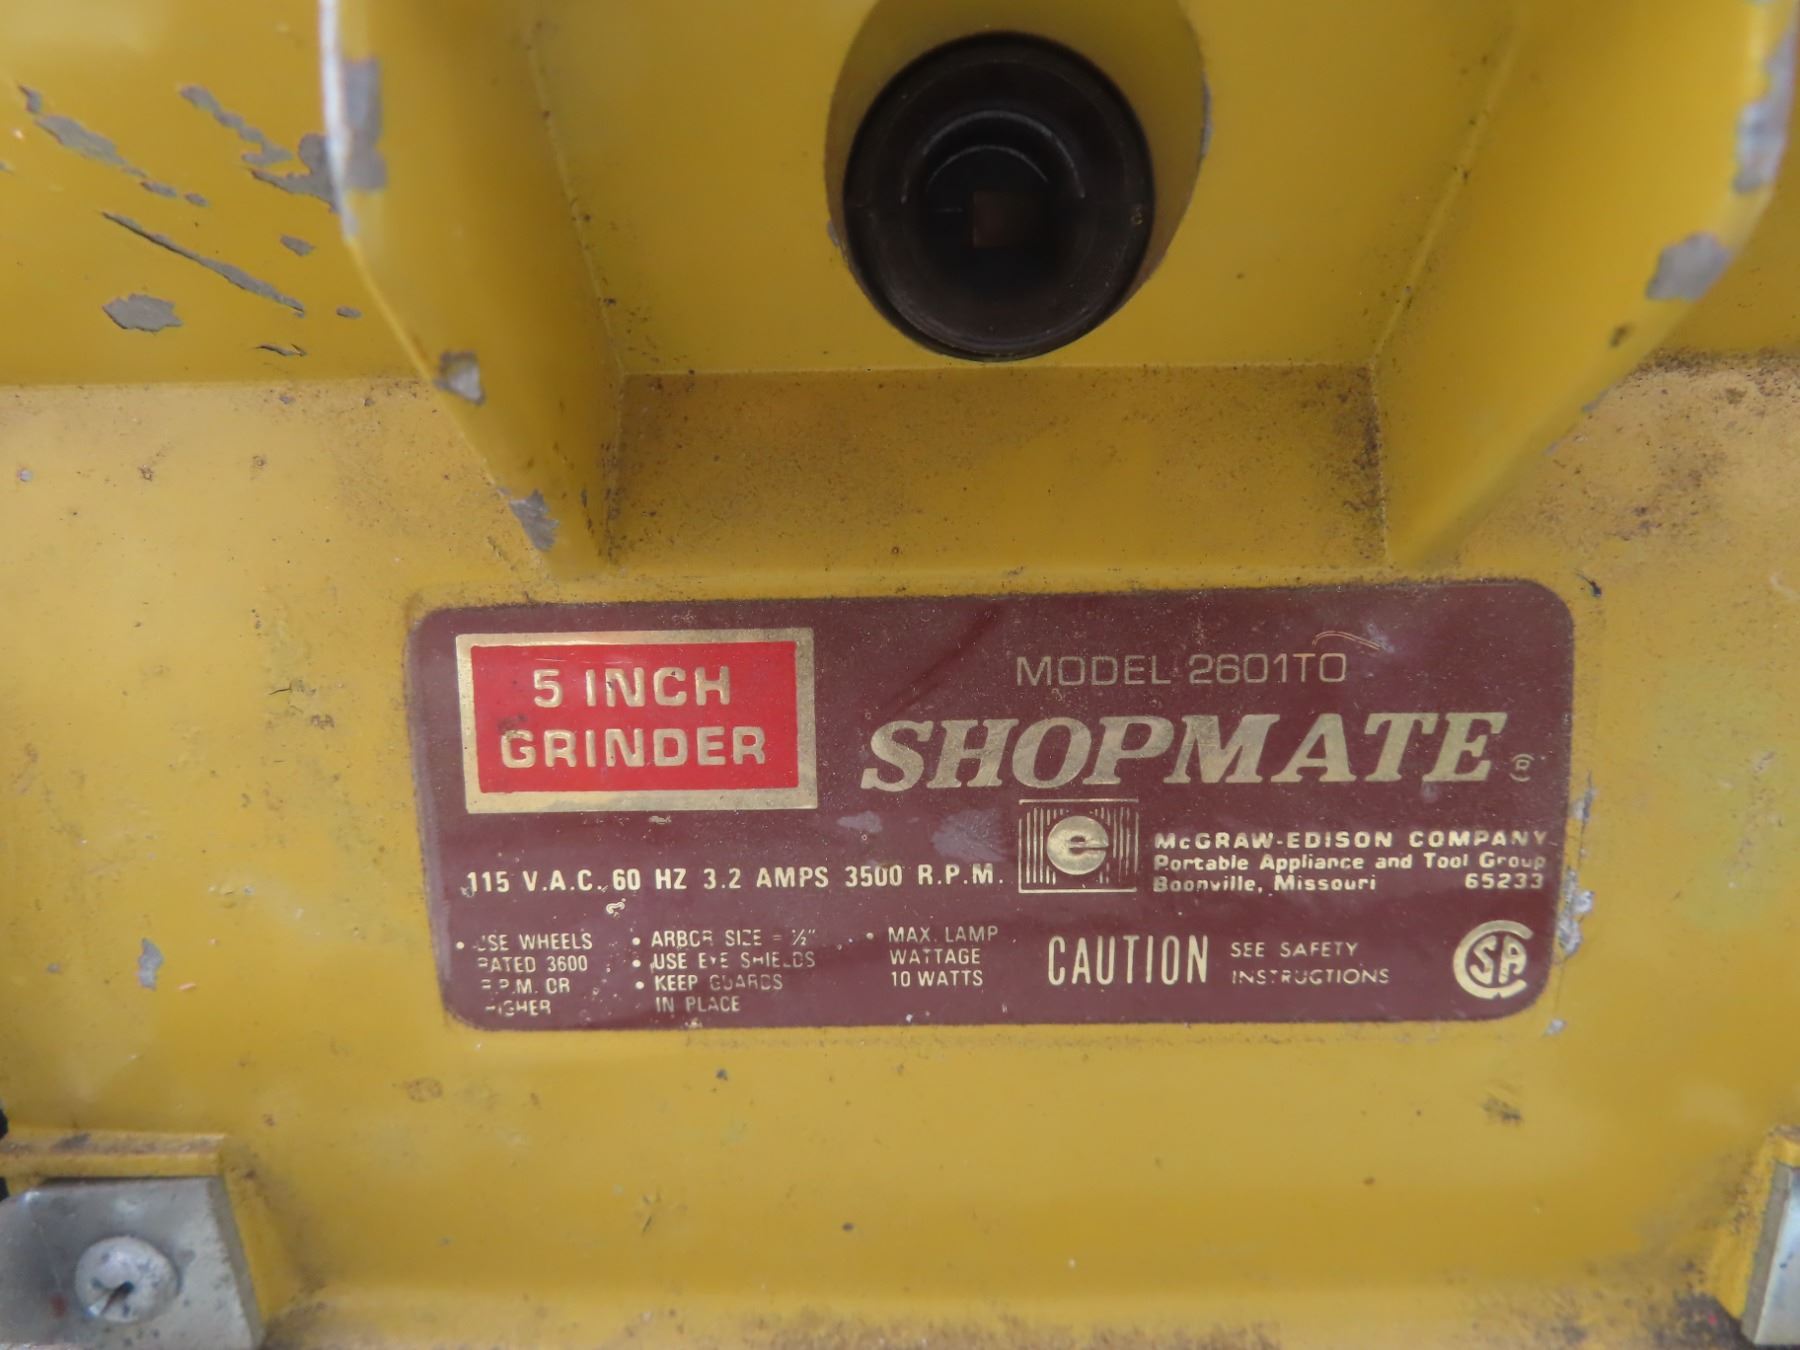 5 INCH
GRINDER
MODEL 2601TO
SHOPMATE ®
e
McGRAW-EDISON COMPANY
Portable Appliance and Tool Group
Boonville, Missouri 65233
115 V.A.C. 60 HZ 3.2 AMPS 3500 R.P.M.
• USE WHEELS
RATED 3600
R.P.M. OR
HIGHER
• ARBOR SIZE = ½"
• USE EYE SHIELDS
• KEEP GUARDS
IN PLACE
• MAX. LAMP
WATTAGE
10 WATTS
CAUTION
SEE SAFETY
INSTRUCTIONS
CSA